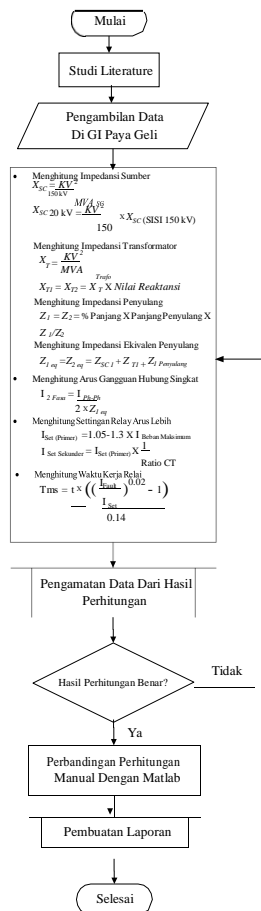 Mulai
Studi Literature
Pengambilan Data
Di GI Paya Geli
• Menghitung Impedansi Sumber
X_SC = KV²
150 kV MVA SC
X_SC 20 kV = KV²
150 x X_SC (SISI 150 kV)
Menghitung Impedansi Transformator
X_T = KV²
MVA Trafo
X_T1 = X_T2 = X_T X Nilai Reaktansi
Menghitung Impedansi Penyulang
Z_1 = Z_2 = % Panjang X Panjang Penyulang X
Z_1/Z_2
Menghitung Impedansi Ekivalen Penyulang
Z_1 eq = Z_2 eq = Z_SC 1 + Z_T1 + Z_1 Penyulang
• Menghitung Arus Gangguan Hubung Singkat
I_2 Fasa = I_Ph-Ph
2 x Z_1 eq
• Menghitung Settingan Relay Arus Lebih
I_Set (Primer) = 1.05-1.3 X I_Beban Maksimum
I_Set Sekunder = I_Set (Primer) X 1
Ratio CT
• Menghitung Waktu Kerja Relai
Tms = t x ((I_Fault)^0.02 - 1)
I_Set
0.14
Pengamatan Data Dari Hasil
Perhitungan
Hasil Perhitungan Benar?
Tidak
Ya
Perbandingan Perhitungan
Manual Dengan Matlab
Pembuatan Laporan
Selesai